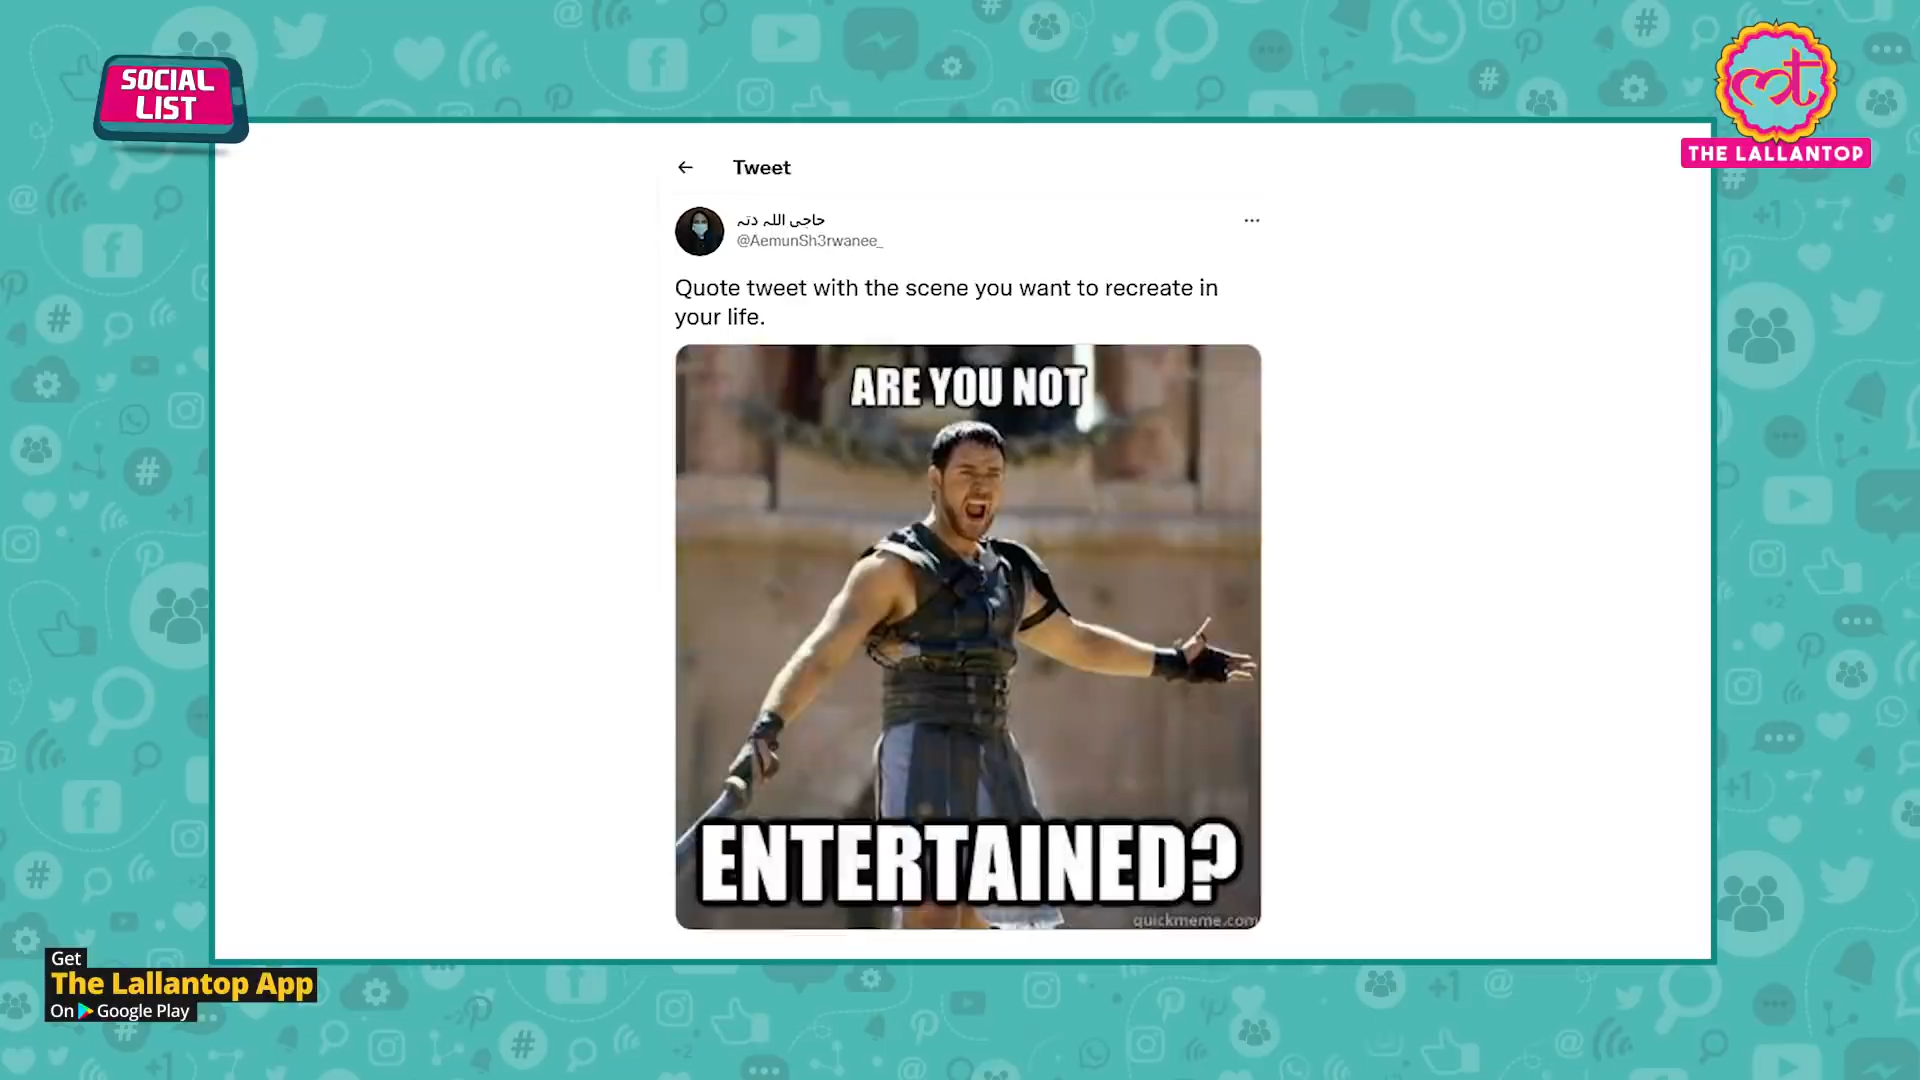 SOCIAL
LIST
THE LALLANTOP
Tweet
حاجی اللہ دتہ
@AemunSh3rwanee_
Quote tweet with the scene you want to recreate in
your life.
ARE YOU NOT
ENTERTAINED?
quickmeme.com
Get
The Lallantop App
On Google Play